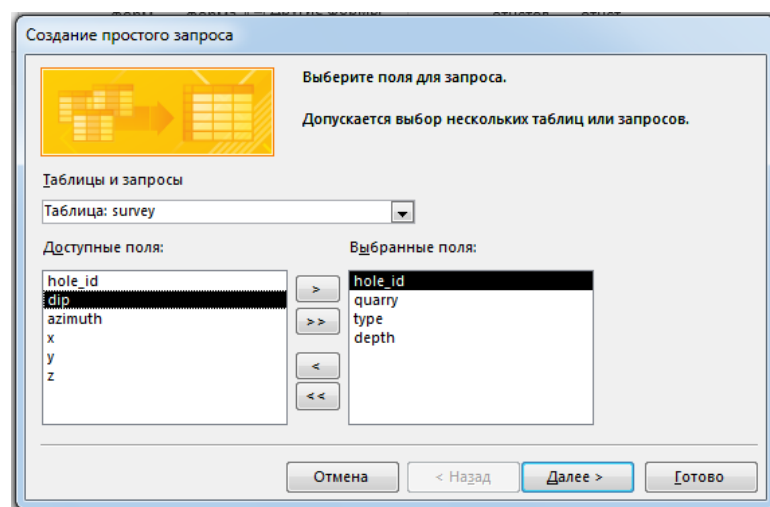 Создание простого запроса
Выберите поля для запроса.
Допускается выбор нескольких таблиц или запросов.
Таблицы и запросы
Таблица: survey
Доступные поля:
Выбранные поля:
hole_id
dip
azimuth
x
y
z
>
>>
<
<<
hole_id
quarry
type
depth
Отмена
< Назад
Далее >
Готово